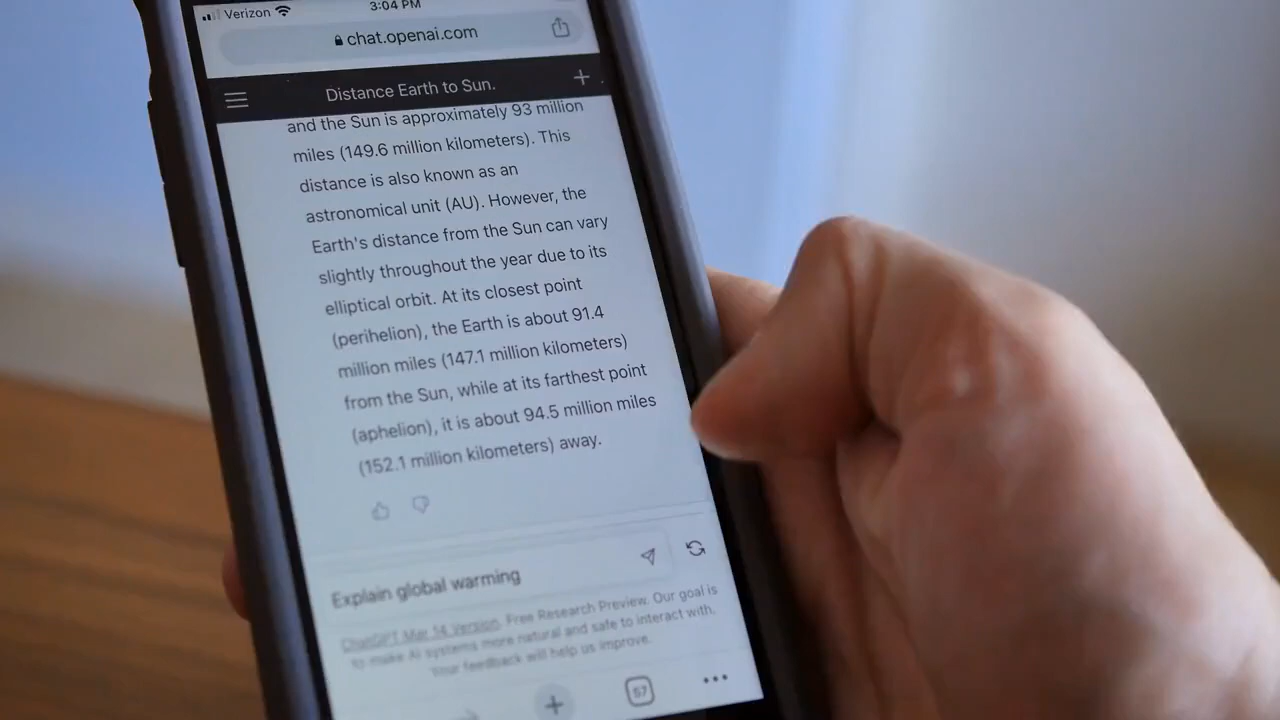 Verizon 3:04 PM
chat.openai.com
Distance Earth to Sun.
and the Sun is approximately 93 million
miles (149.6 million kilometers). This
distance is also known as an
astronomical unit (AU). However, the
Earth's distance from the Sun can vary
slightly throughout the year due to its
elliptical orbit. At its closest point
(perihelion), the Earth is about 91.4
million miles (147.1 million kilometers)
from the Sun, while at its farthest point
(aphelion), it is about 94.5 million miles
(152.1 million kilometers) away.
Explain global warming
ChatGPT Mar 14 Version. Free Research Preview. Our goal is
to make AI systems more natural and safe to interact with.
Your feedback will help us improve.
57